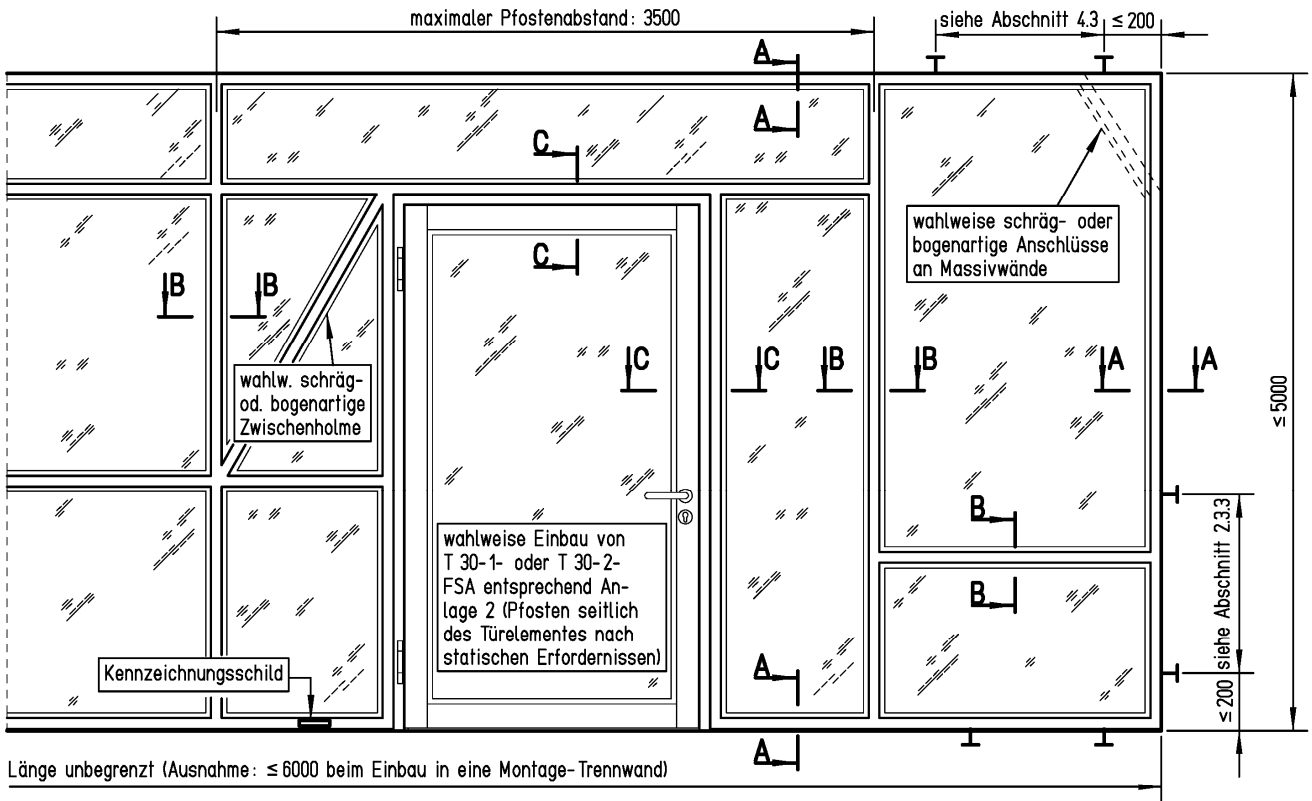 maximaler Pfostenabstand: 3500
siehe Abschnitt 4.3
≤ 200
A
A
C
C
wahlweise schräg- oder
bogenartige Anschlüsse
an Massivwände
B
B
C
C
B
B
A
A
wahlw. schräg-
od. bogenartige
Zwischenholme
≤ 5000
wahlweise Einbau von
T 30-1- oder T 30-2-
FSA entsprechend An-
lage 2 (Pfosten seitlich
des Türelementes nach
statischen Erfordernissen)
B
B
siehe Abschnitt 2.3.3
≤ 200
Kennzeichnungsschild
A
A
Länge unbegrenzt (Ausnahme: ≤ 6000 beim Einbau in eine Montage-Trennwand)